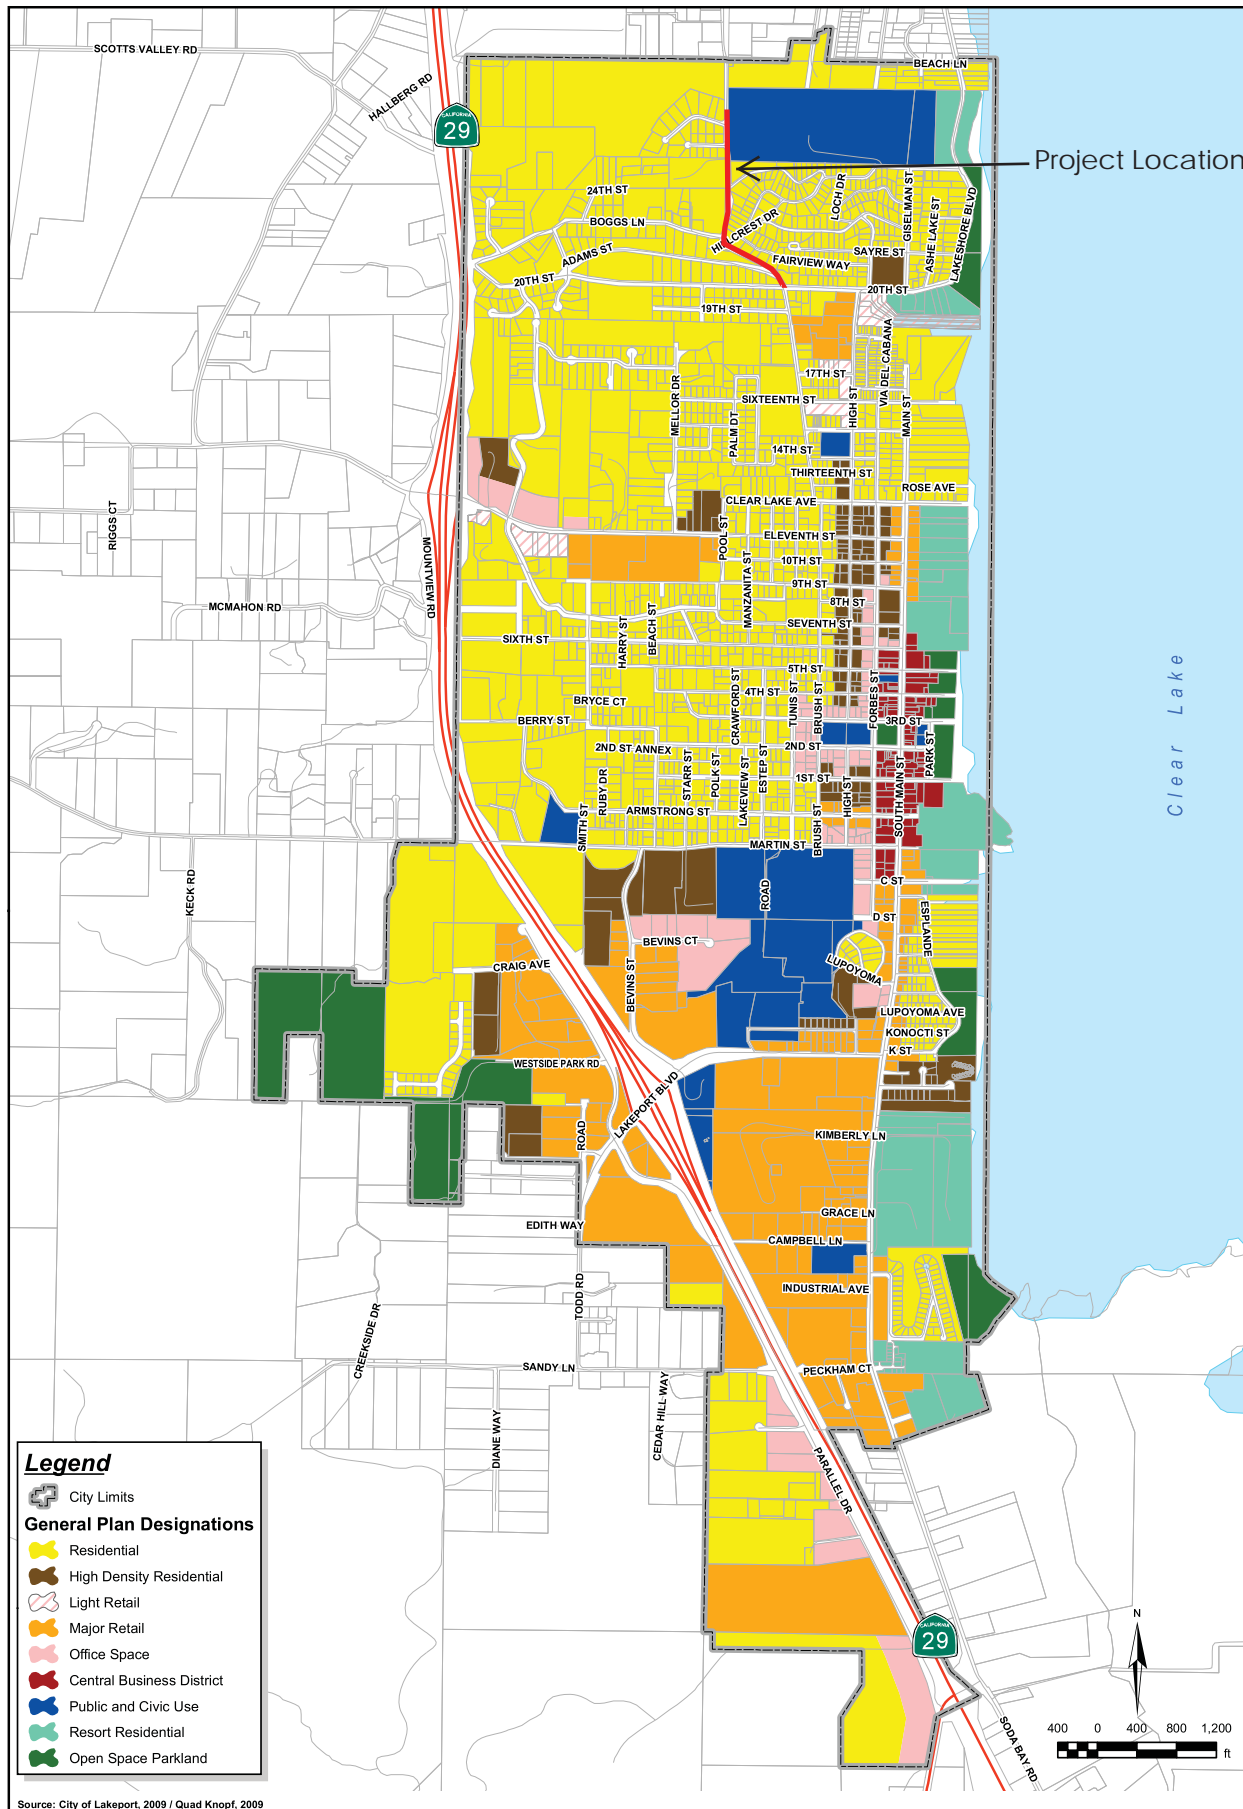 SCOTTS VALLEY RD
HALLBERG RD
CALIFORNIA
29
BEACH LN
Project Location
24TH ST
BOGGS LN
ADAMS ST
20TH ST
HILLCREST DR
LOCH DR
GISELMAN ST
ASHE LAKE ST
LAKESHORE BLVD
SAYRE ST
FAIRVIEW WAY
20TH ST
19TH ST
17TH ST
VIA DEL CABANA
HIGH ST
MAIN ST
MELLOR DR
SIXTEENTH ST
PALM DT
14TH ST
THIRTEENTH ST
ROSE AVE
CLEAR LAKE AVE
RIGGS CT
MOUNTVIEW RD
POOL ST
ELEVENTH ST
10TH ST
MANZANITA ST
9TH ST
8TH ST
MCMAHON RD
SEVENTH ST
SIXTH ST
HARRY ST
BEACH ST
5TH ST
4TH ST
CRAWFORD ST
TUNIS ST
BRUSH ST
FORBES ST
BRYCE CT
BERRY ST
3RD ST
2ND ST ANNEX
2ND ST
PARK ST
STARR ST
POLK ST
LAKEVIEW ST
ESTEP ST
1ST ST
HIGH ST
SOUTH MAIN ST
RUBY DR
SMITH ST
ARMSTRONG ST
BRUSH ST
MARTIN ST
Clear Lake
KECK RD
ROAD
C ST
D ST
ESPLANDE
BEVINS CT
CRAIG AVE
BEVINS ST
LUPOYOMA
LUPOYOMA AVE
KONOCTI ST
K ST
WESTSIDE PARK RD
LAKEPORT BLVD
ROAD
KIMBERLY LN
GRACE LN
EDITH WAY
CAMPBELL LN
INDUSTRIAL AVE
TODD RD
CREEKSIDE DR
SANDY LN
PECKHAM CT
CEDAR HILL WAY
DIANE WAY
PARALLEL DR
CALIFORNIA
29
SODA BAY RD
Legend
City Limits
General Plan Designations
Residential
High Density Residential
Light Retail
Major Retail
Office Space
Central Business District
Public and Civic Use
Resort Residential
Open Space Parkland
N
400 0 400 800 1,200
ft
Source: City of Lakeport, 2009 / Quad Knopf, 2009